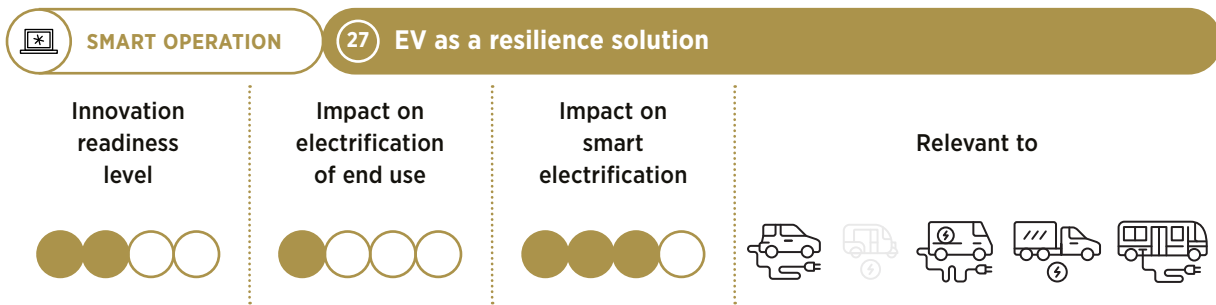 SMART OPERATION
27 EV as a resilience solution
Innovation
readiness
level
Impact on
electrification
of end use
Impact on
smart
electrification
Relevant to